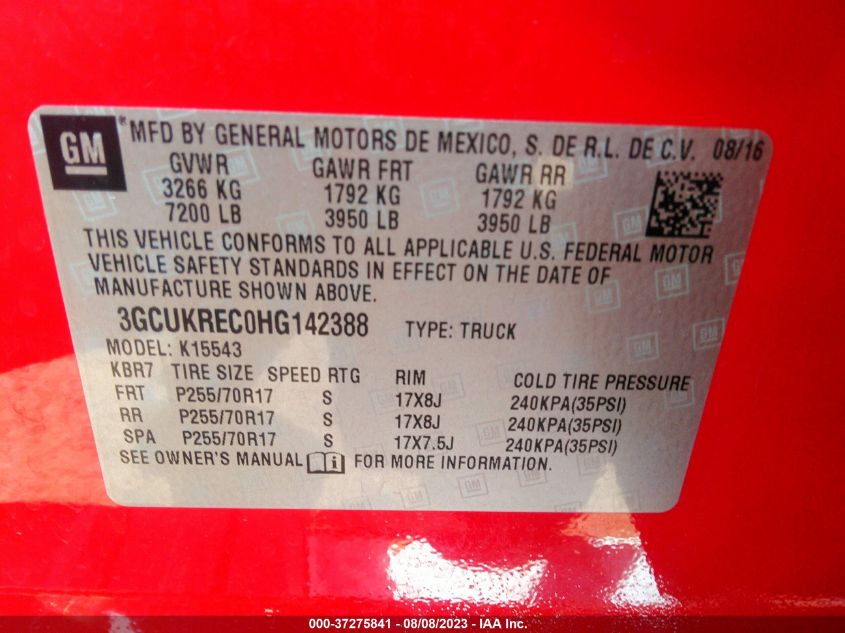 GM
*MFD BY GENERAL MOTORS DE MEXICO, S. DE R.L. DE C.V. 08/16
GVWR GAWR FRT GAWR RR
3266 KG 1792 KG 1792 KG
7200 LB 3950 LB 3950 LB
THIS VEHICLE CONFORMS TO ALL APPLICABLE U.S. FEDERAL MOTOR
VEHICLE SAFETY STANDARDS IN EFFECT ON THE DATE OF
MANUFACTURE SHOWN ABOVE.
3GCUKREC0HG142388 TYPE: TRUCK
MODEL: K15543
KBR7 TIRE SIZE SPEED RTG RIM COLD TIRE PRESSURE
FRT P255/70R17 S 17X8J 240KPA(35PSI)
RR P255/70R17 S 17X8J 240KPA(35PSI)
SPA P255/70R17 S 17X7.5J 240KPA(35PSI)
SEE OWNER'S MANUAL FOR MORE INFORMATION.
000-37275841 - 08/08/2023 - IAA Inc.